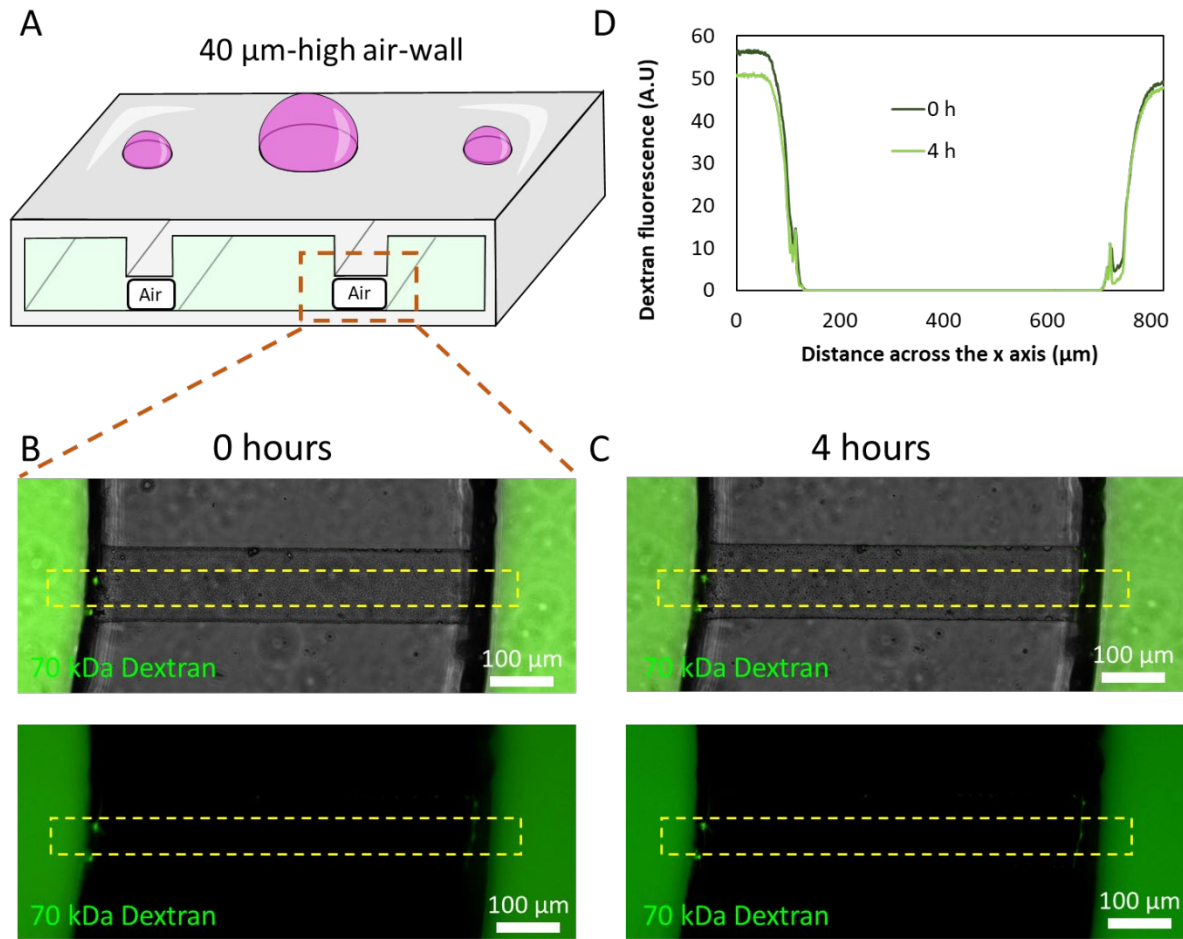 A
40 µm-high air-wall
Air
Air
D
Dextran fluorescence (A.U)
60
50
40
30
20
10
0
0 h
4 h
0
200
400
600
800
Distance across the x axis (µm)
B
0 hours
70 kDa Dextran
100 µm
70 kDa Dextran
100 µm
C
4 hours
70 kDa Dextran
100 µm
70 kDa Dextran
100 µm